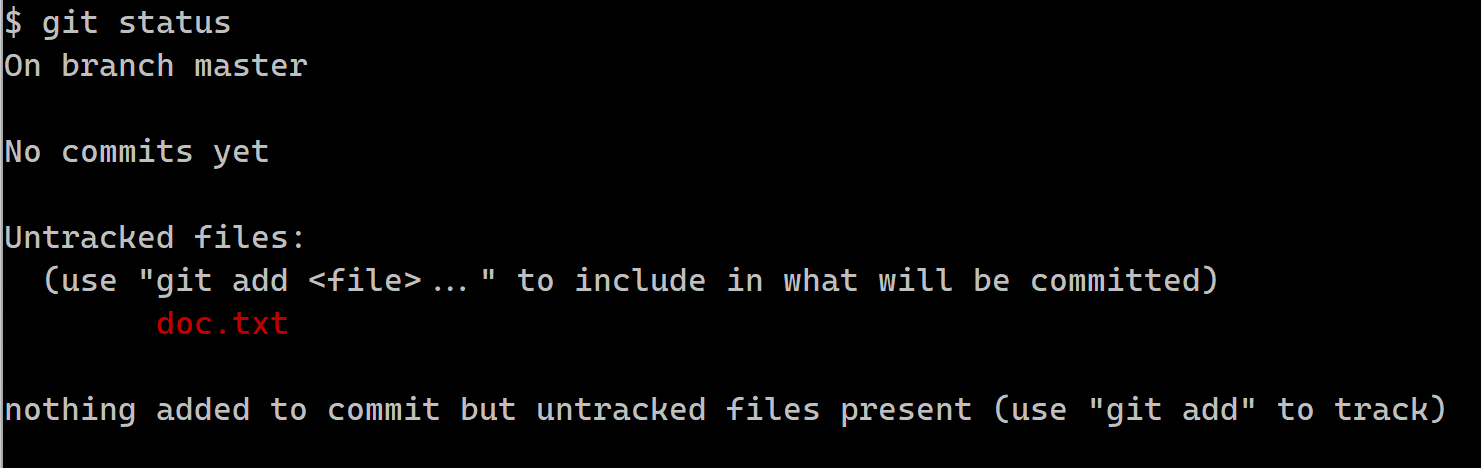 $ git status
On branch master
No commits yet
Untracked files:
(use "git add <file>..." to include in what will be committed)
doc.txt
nothing added to commit but untracked files present (use "git add" to track)